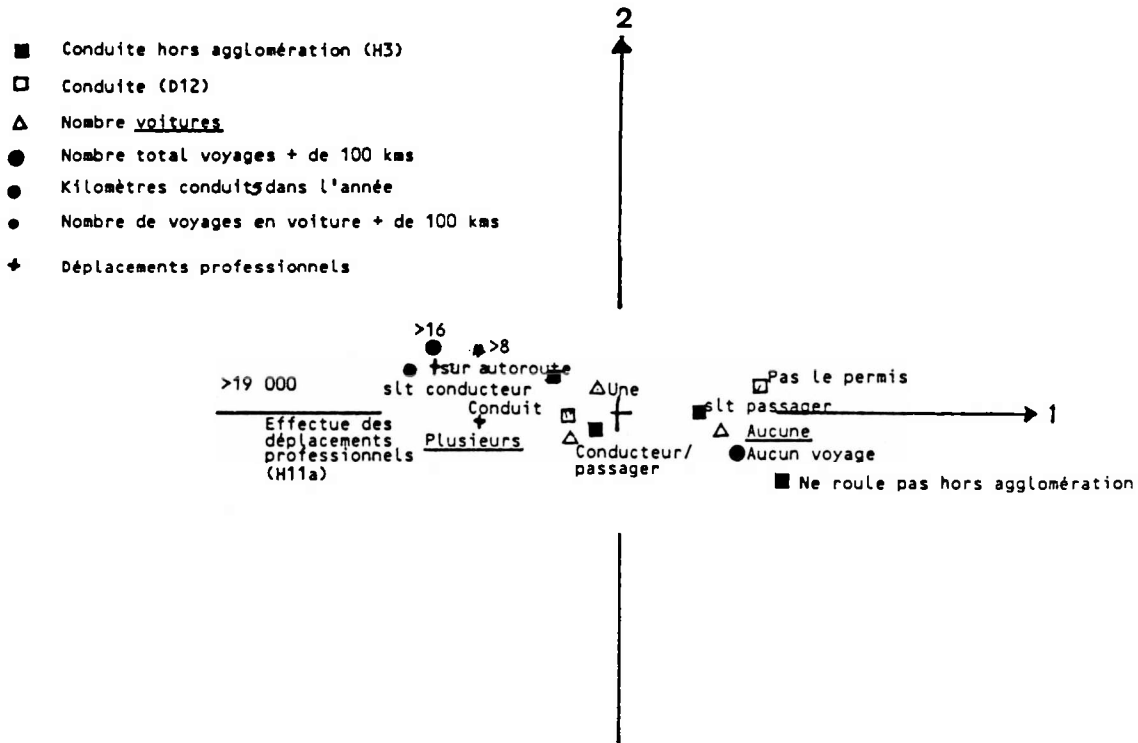 2
Conduite hors agglomération (H3)
Conduite (D12)
Nombre voitures
Nombre total voyages + de 100 kms
Kilomètres conduits dans l'année
Nombre de voyages en voiture + de 100 kms
Déplacements professionnels
>16
>8
sur autoroute
>19 000
slt conducteur
Une
Pas le permis
Conduit
slt passager
1
Effectue des
déplacements
professionnels
(H11a)
Plusieurs
Conducteur/
passager
Aucune
Aucun voyage
Ne roule pas hors agglomération